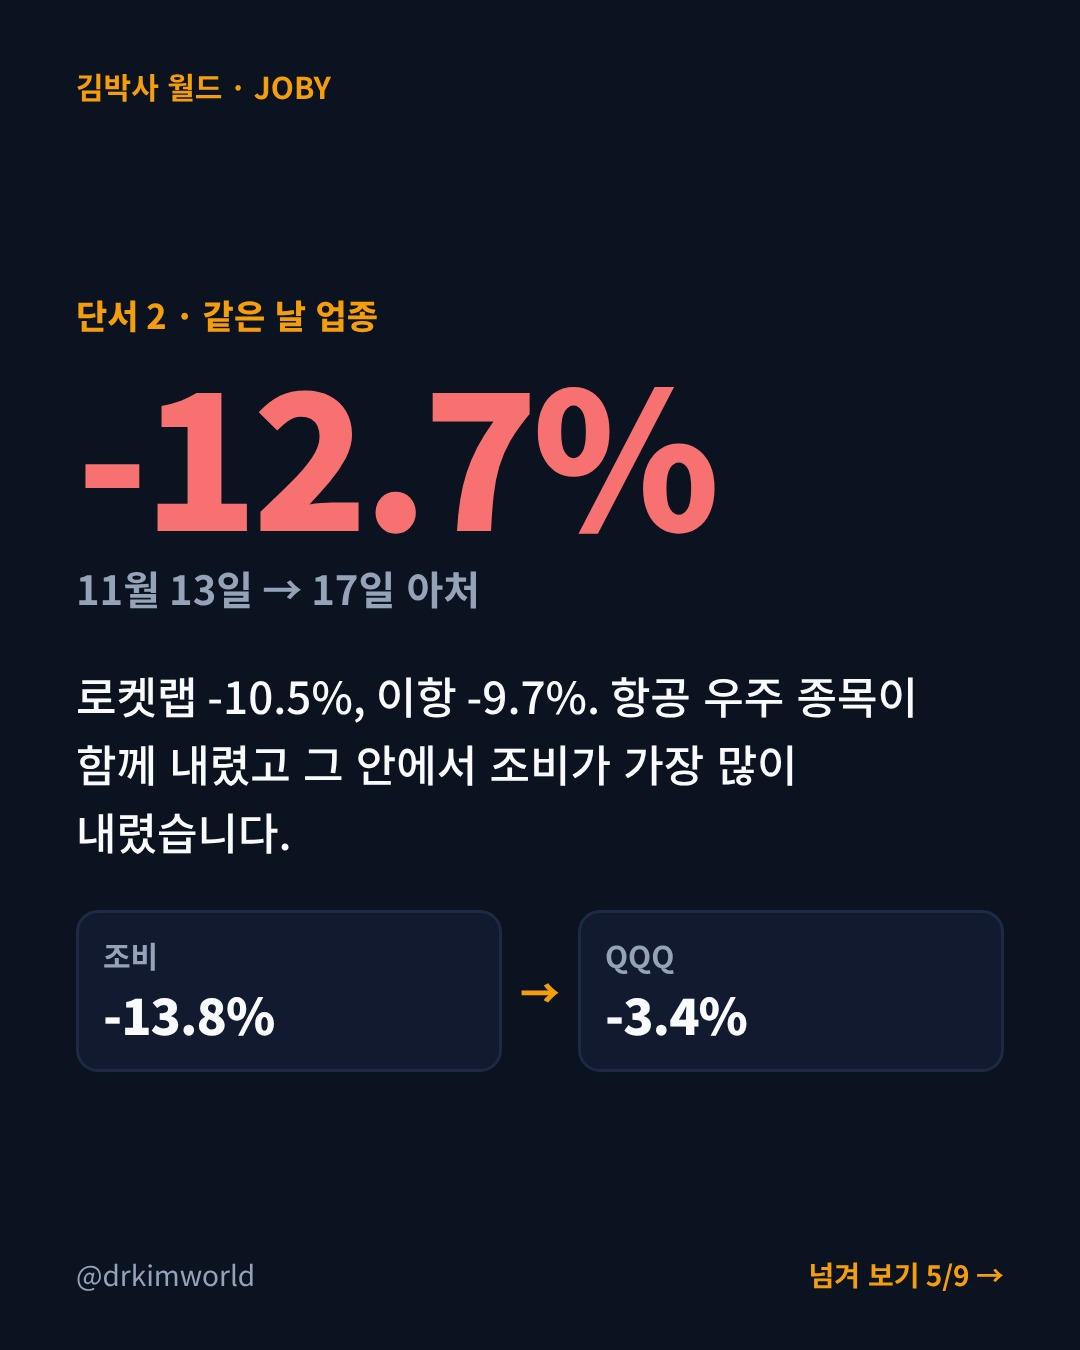 김박사 월드 · JOBY
단서 2 · 같은 날 업종
-12.7%
11월 13일 → 17일 아처
로켓랩 -10.5%, 이항 -9.7%. 항공 우주 종목이
함께 내렸고 그 안에서 조비가 가장 많이
내렸습니다.
조비
-13.8%
→
QQQ
-3.4%
@drkimworld
넘겨 보기 5/9 →